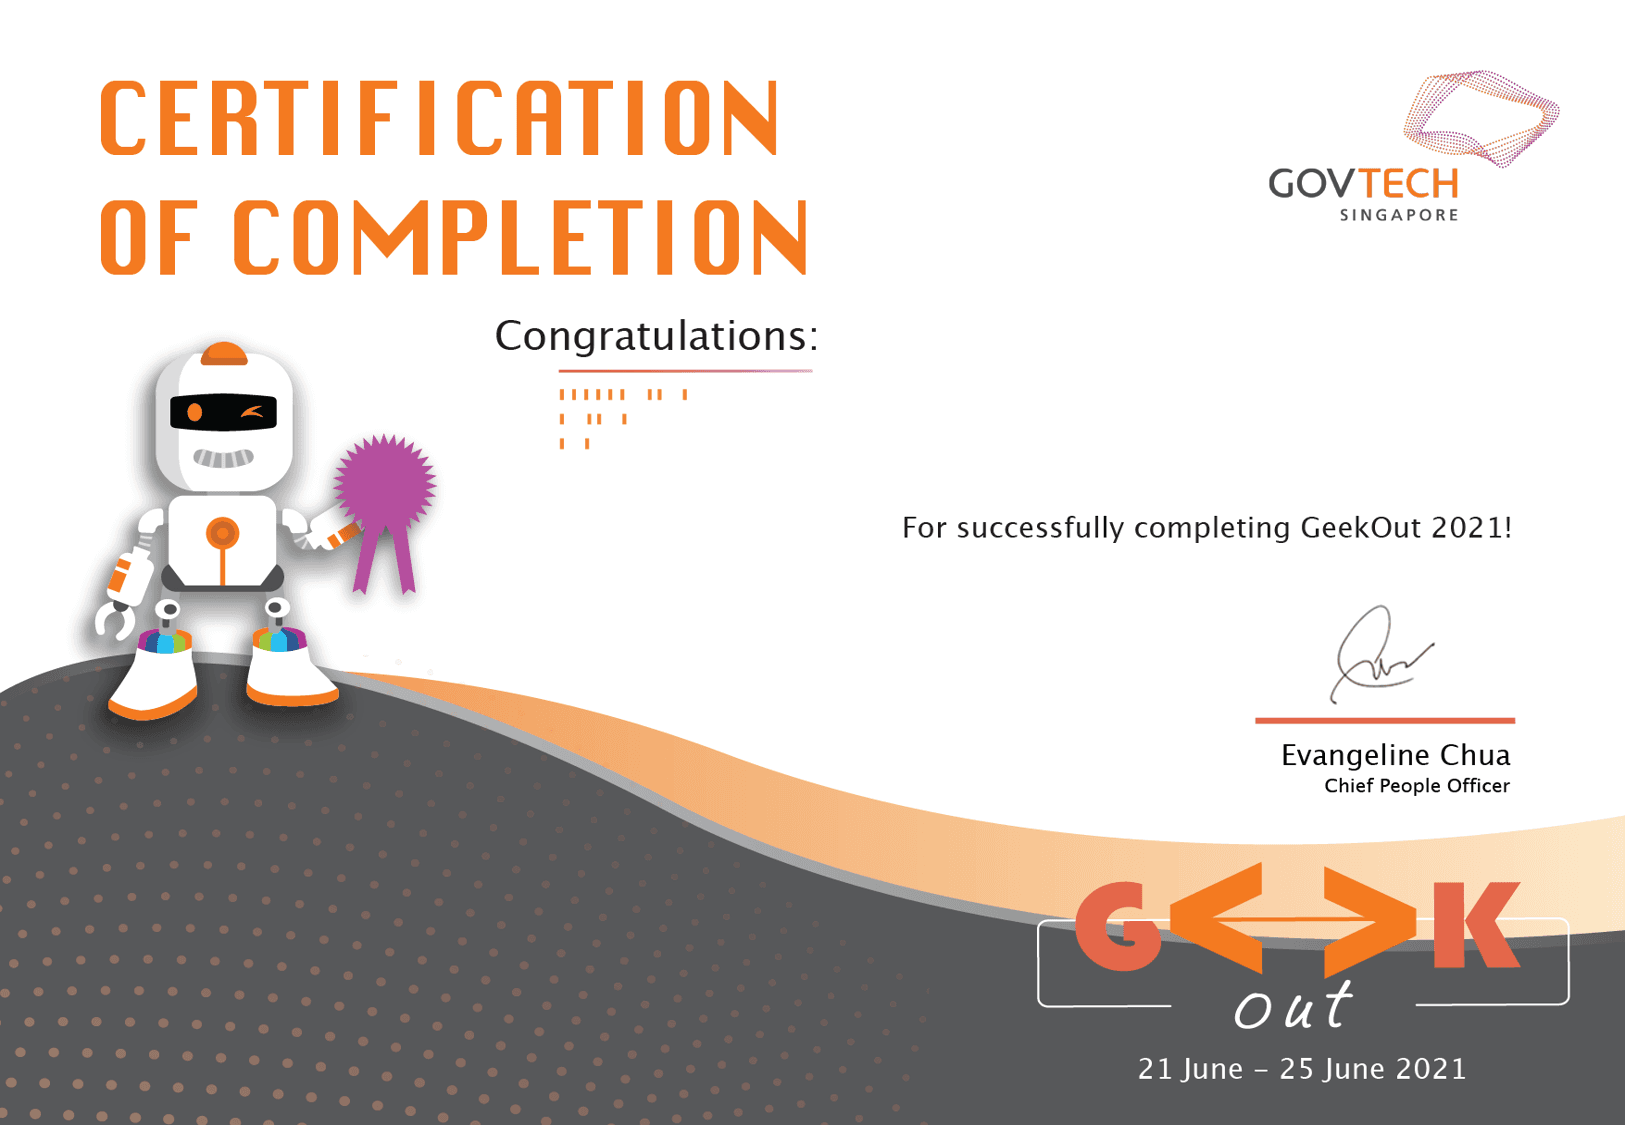 CERTIFICATION
OF COMPLETION
GOVTECH
SINGAPORE
Congratulations:
For successfully completing GeekOut 2021!
Evangeline Chua
Chief People Officer
G<>K
out
21 June – 25 June 2021